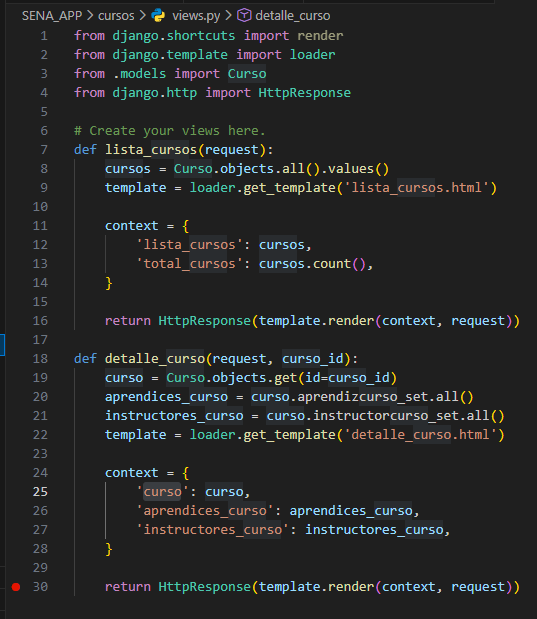 SENA_APP > cursos > views.py > detalle_curso
1 from django.shortcuts import render
2 from django.template import loader
3 from .models import Curso
4 from django.http import HttpResponse
5
6 # Create your views here.
7 def lista_cursos(request):
8     cursos = Curso.objects.all().values()
9     template = loader.get_template('lista_cursos.html')
10
11     context = {
12         'lista_cursos': cursos,
13         'total_cursos': cursos.count(),
14     }
15
16     return HttpResponse(template.render(context, request))
17
18 def detalle_curso(request, curso_id):
19     curso = Curso.objects.get(id=curso_id)
20     aprendices_curso = curso.aprendizcurso_set.all()
21     instructores_curso = curso.instructorcurso_set.all()
22     template = loader.get_template('detalle_curso.html')
23
24     context = {
25         'curso': curso,
26         'aprendices_curso': aprendices_curso,
27         'instructores_curso': instructores_curso,
28     }
29
30     return HttpResponse(template.render(context, request))